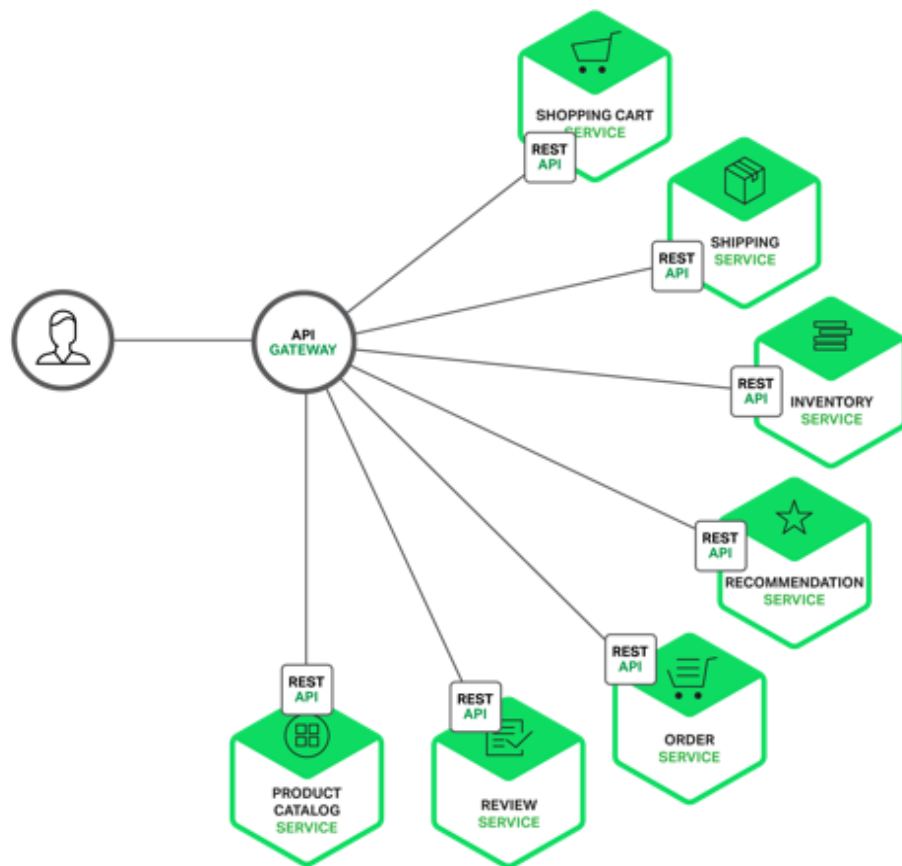 SHOPPING CART
SERVICE
REST
API
SHIPPING
SERVICE
REST
API
API
GATEWAY
INVENTORY
SERVICE
REST
API
RECOMMENDATION
SERVICE
REST
API
ORDER
SERVICE
REST
API
REVIEW
SERVICE
REST
API
PRODUCT
CATALOG
SERVICE
REST
API